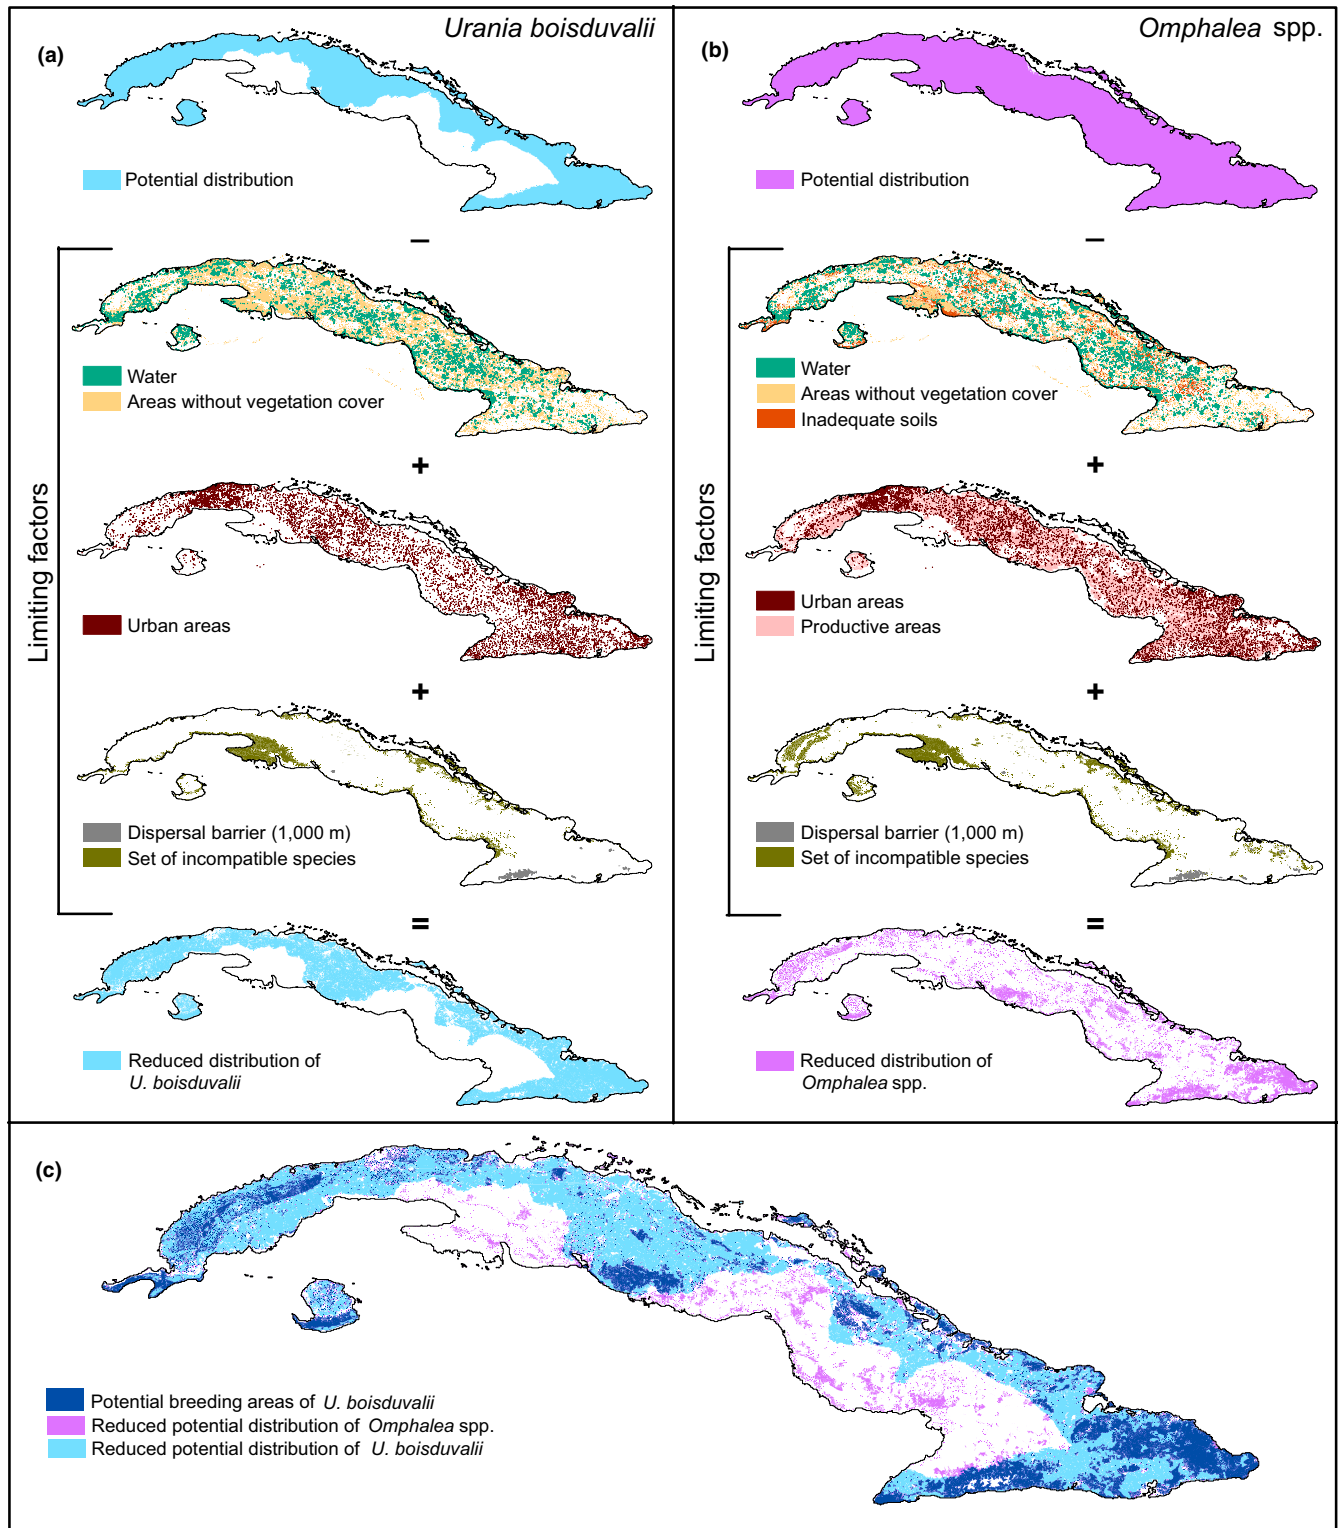 (a)
Urania boisduvalii
Potential distribution
–
Limiting factors
Water
Areas without vegetation cover
+
Urban areas
+
Dispersal barrier (1,000 m)
Set of incompatible species
=
Reduced distribution of
U. boisduvalii
(b)
Omphalea spp.
Potential distribution
–
Limiting factors
Water
Areas without vegetation cover
Inadequate soils
+
Urban areas
Productive areas
+
Dispersal barrier (1,000 m)
Set of incompatible species
=
Reduced distribution of
Omphalea spp.
(c)
Potential breeding areas of U. boisduvalii
Reduced potential distribution of Omphalea spp.
Reduced potential distribution of U. boisduvalii